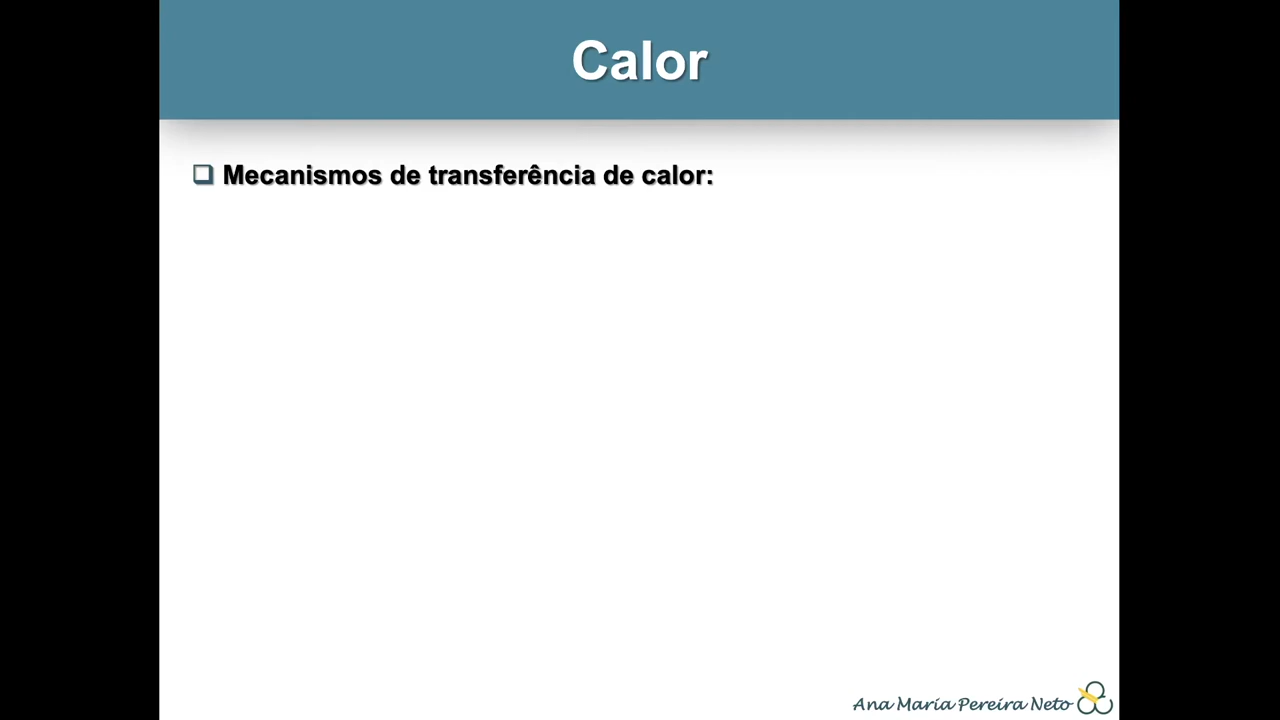 Calor
Mecanismos de transferência de calor:
Ana Maria Pereira Neto